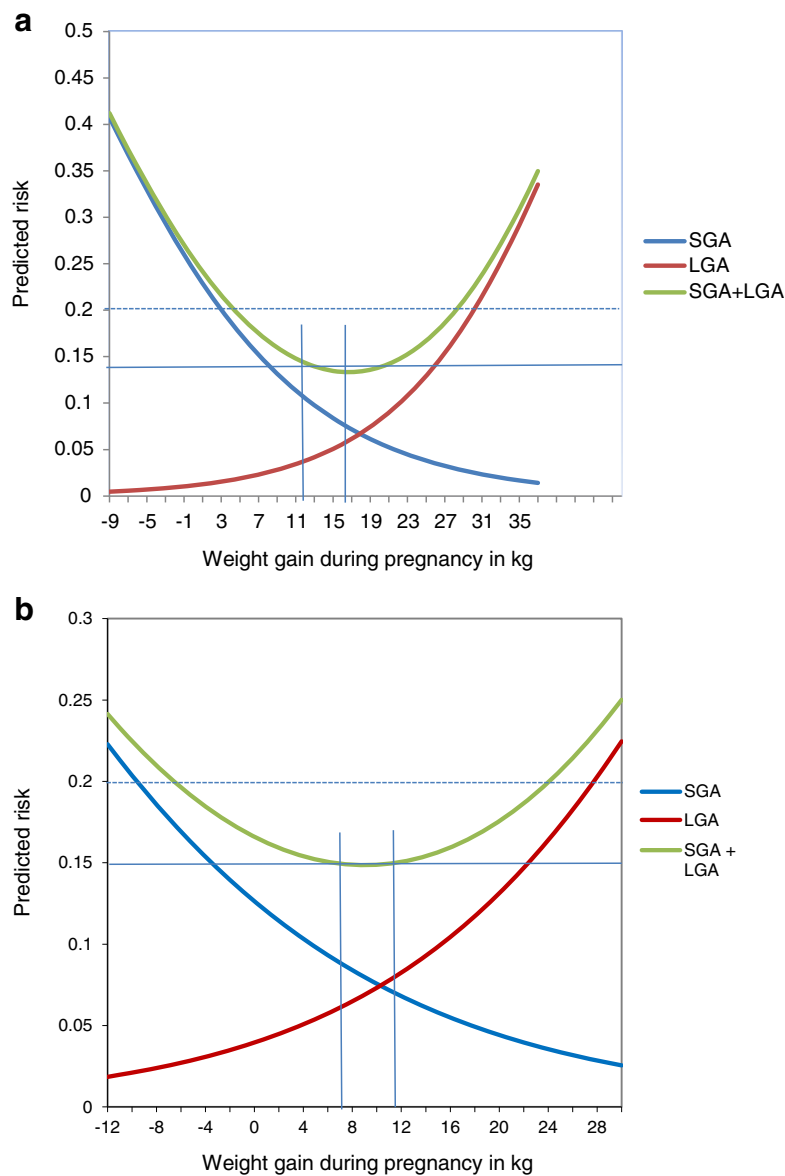 a
0.5
0.45
0.4
0.35
0.3
0.25
0.2
0.15
0.1
0.05
0
Predicted risk
-9 -5 -1 3 7 11 15 19 23 27 31 35
Weight gain during pregnancy in kg
SGA
LGA
SGA+LGA
b
0.3
0.25
0.2
0.15
0.1
0.05
0
Predicted risk
-12 -8 -4 0 4 8 12 16 20 24 28
Weight gain during pregnancy in kg
SGA
LGA
SGA +
LGA